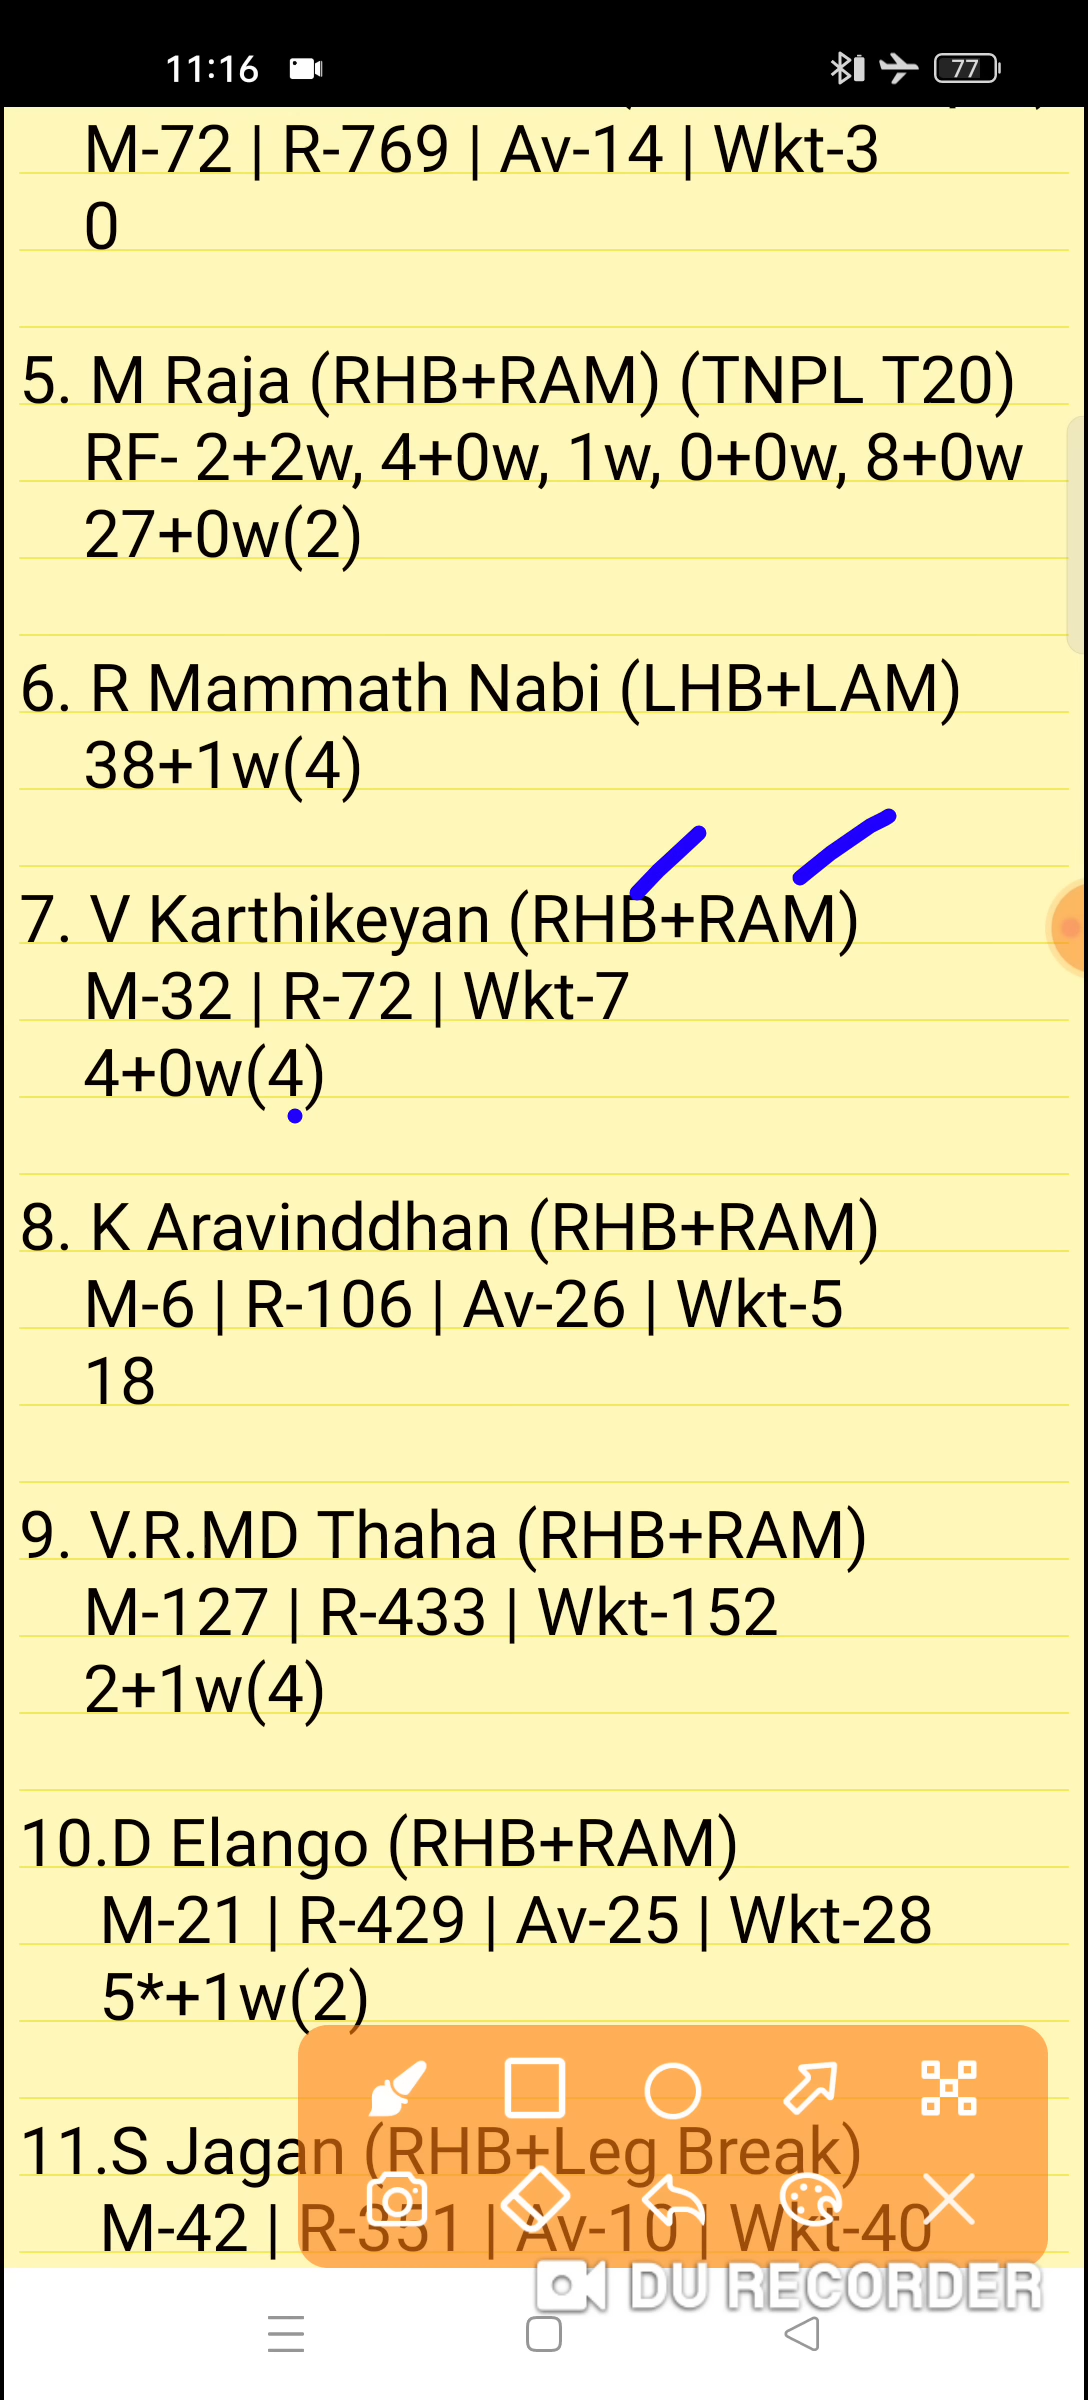 11:16
77
M-72 | R-769 | Av-14 | Wkt-3
0
5. M Raja (RHB+RAM) (TNPL T20)
RF- 2+2w, 4+0w, 1w, 0+0w, 8+0w
27+0w(2)
6. R Mammath Nabi (LHB+LAM)
38+1w(4)
7. V Karthikeyan (RHB+RAM)
M-32 | R-72 | Wkt-7
4+0w(4)
8. K Aravinddhan (RHB+RAM)
M-6 | R-106 | Av-26 | Wkt-5
18
9. V.R.MD Thaha (RHB+RAM)
M-127 | R-433 | Wkt-152
2+1w(4)
10.D Elango (RHB+RAM)
M-21 | R-429 | Av-25 | Wkt-28
5*+1w(2)
11.S Jagan (RHB+Leg Break)
M-42 | R-351 | Av-10 | Wkt-40
DU RECORDER